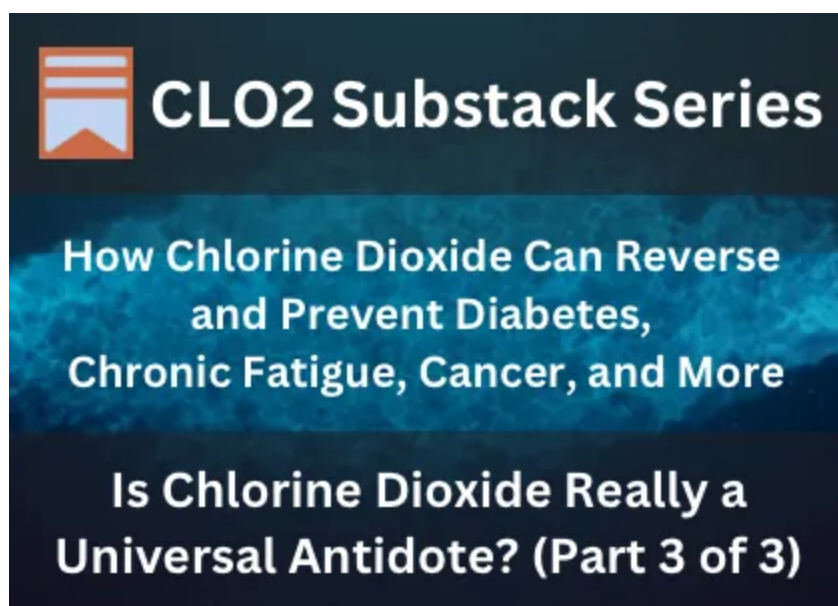 CLO2 Substack Series
How Chlorine Dioxide Can Reverse
and Prevent Diabetes,
Chronic Fatigue, Cancer, and More
Is Chlorine Dioxide Really a
Universal Antidote? (Part 3 of 3)